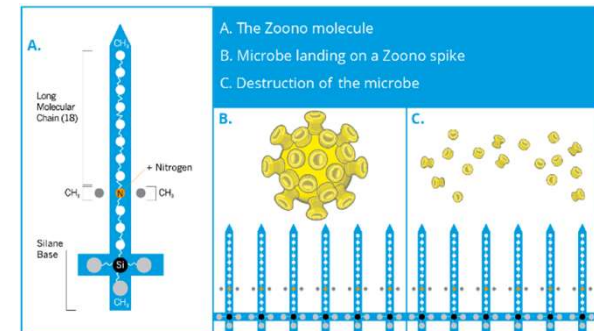 A. The Zoono molecule
B. Microbe landing on a Zoono spike
C. Destruction of the microbe
A.
CH₃
Long
Molecular
Chain (18)
+ Nitrogen
CH₃
N
CH₃
Silane
Base
Si
CH₃
B.
C.